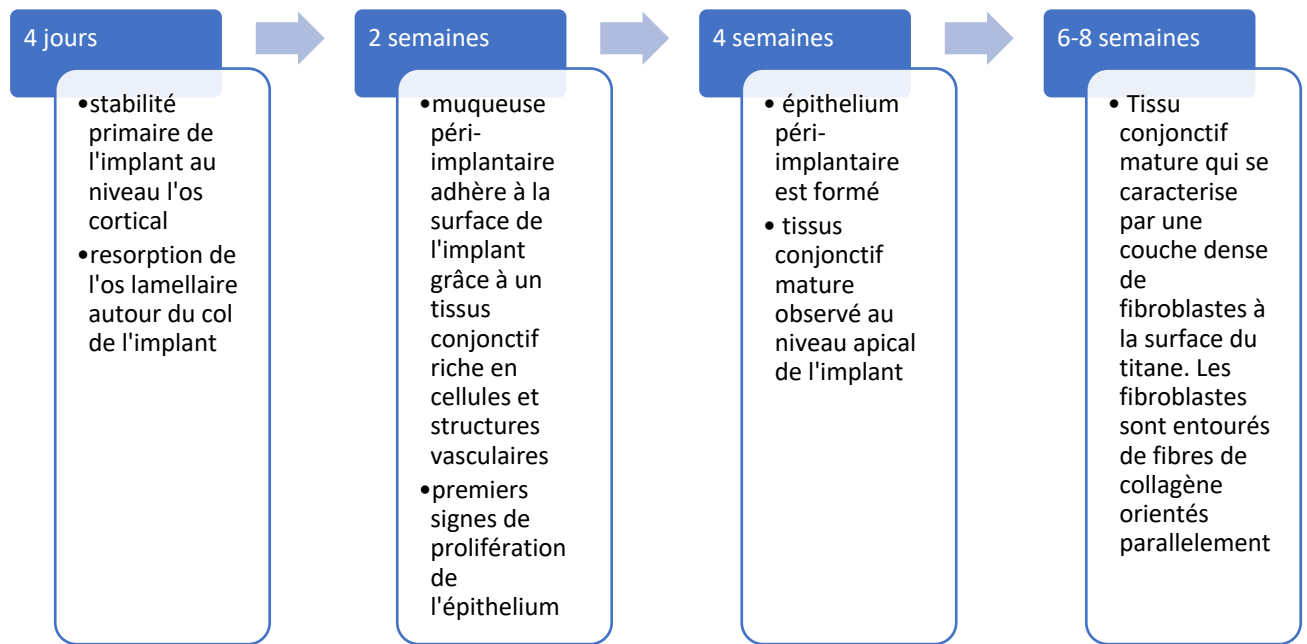 4 jours
•stabilité
primaire de
l'implant au
niveau l'os
cortical
•resorption de
l'os lamellaire
autour du col
de l'implant
2 semaines
•muqueuse
péri-
implantaire
adhère à la
surface de
l'implant
grâce à un
tissus
conjonctif
riche en
cellules et
structures
vasculaires
•premiers
signes de
prolifération
de
l'épithelium
4 semaines
• épithelium
péri-
implantaire
est formé
• tissus
conjonctif
mature
observé au
niveau apical
de l'implant
6-8 semaines
• Tissu
conjonctif
mature qui se
caracterise
par une
couche dense
de
fibroblastes à
la surface du
titane. Les
fibroblastes
sont entourés
de fibres de
collagène
orientés
parallelement